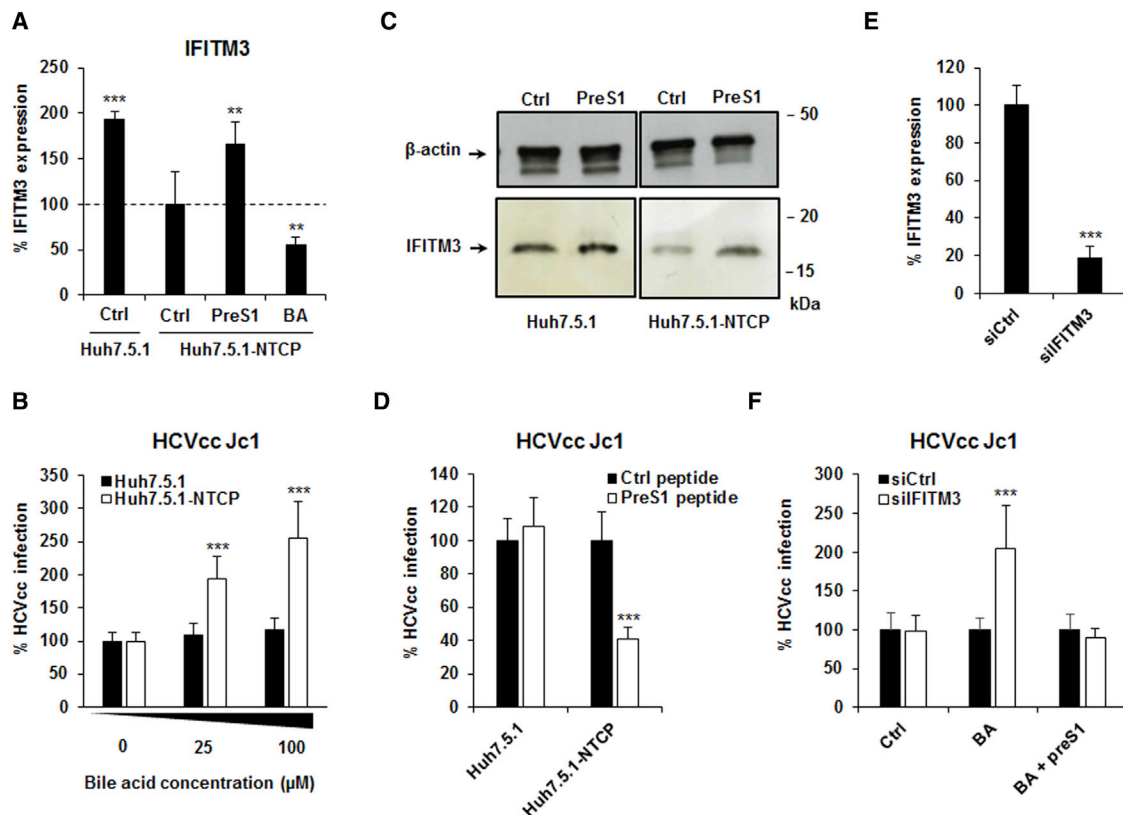 A
IFITM3
% IFITM3 expression
250
200
150
100
50
0
***
**
**
Ctrl
Ctrl
PreS1
BA
Huh7.5.1
Huh7.5.1-NTCP
C
Ctrl
PreS1
Ctrl
PreS1
β-actin
IFITM3
– 50
– 20
– 15
kDa
Huh7.5.1
Huh7.5.1-NTCP
E
% IFITM3 expression
120
100
80
60
40
20
0
***
siCtrl
siIFITM3
B
HCVcc Jc1
% HCVcc infection
350
300
250
200
150
100
50
0
Huh7.5.1
Huh7.5.1-NTCP
***
***
0
25
100
Bile acid concentration (µM)
D
HCVcc Jc1
% HCVcc infection
140
120
100
80
60
40
20
0
Ctrl peptide
PreS1 peptide
***
Huh7.5.1
Huh7.5.1-NTCP
F
HCVcc Jc1
% HCVcc infection
300
250
200
150
100
50
0
siCtrl
siIFITM3
***
Ctrl
BA
BA + preS1